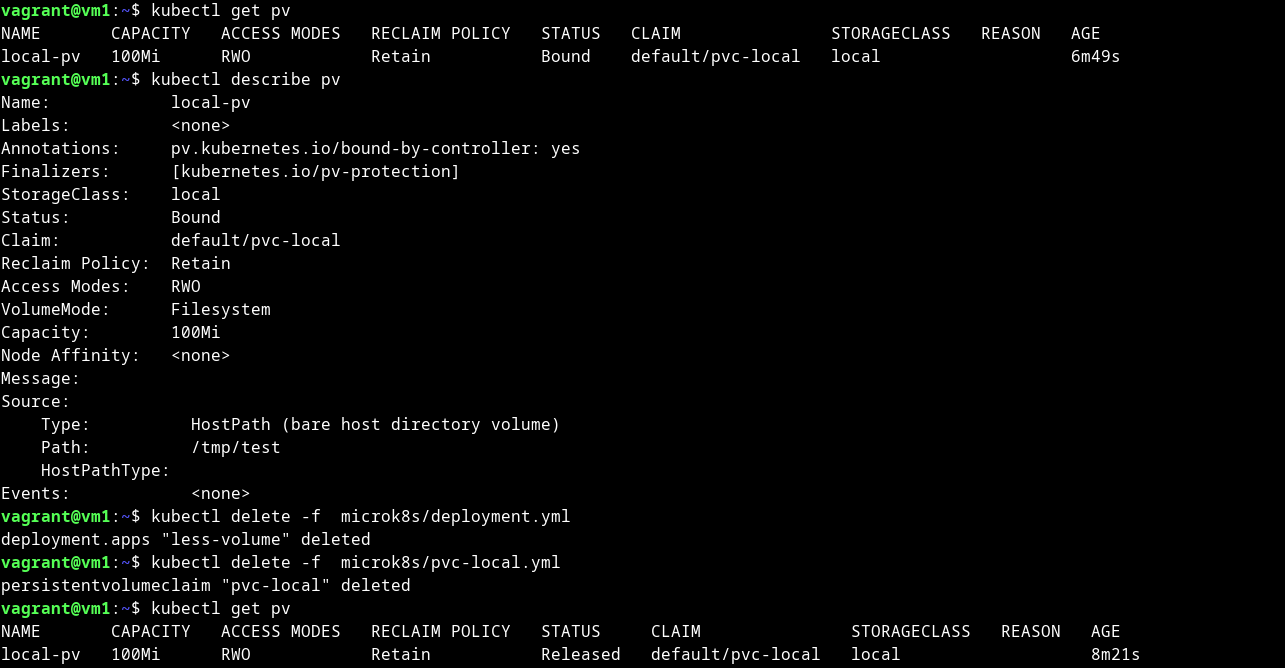 vagrant@vm1:~$ kubectl get pv
NAME       CAPACITY   ACCESS MODES   RECLAIM POLICY   STATUS   CLAIM               STORAGECLASS   REASON   AGE
local-pv   100Mi      RWO            Retain           Bound    default/pvc-local   local                   6m49s
vagrant@vm1:~$ kubectl describe pv
Name:            local-pv
Labels:          <none>
Annotations:     pv.kubernetes.io/bound-by-controller: yes
Finalizers:      [kubernetes.io/pv-protection]
StorageClass:    local
Status:          Bound
Claim:           default/pvc-local
Reclaim Policy:  Retain
Access Modes:    RWO
VolumeMode:      Filesystem
Capacity:        100Mi
Node Affinity:   <none>
Message:
Source:
    Type:          HostPath (bare host directory volume)
    Path:          /tmp/test
    HostPathType:
Events:            <none>
vagrant@vm1:~$ kubectl delete -f  microk8s/deployment.yml
deployment.apps "less-volume" deleted
vagrant@vm1:~$ kubectl delete -f  microk8s/pvc-local.yml
persistentvolumeclaim "pvc-local" deleted
vagrant@vm1:~$ kubectl get pv
NAME       CAPACITY   ACCESS MODES   RECLAIM POLICY   STATUS     CLAIM               STORAGECLASS   REASON   AGE
local-pv   100Mi      RWO            Retain           Released   default/pvc-local   local                   8m21s